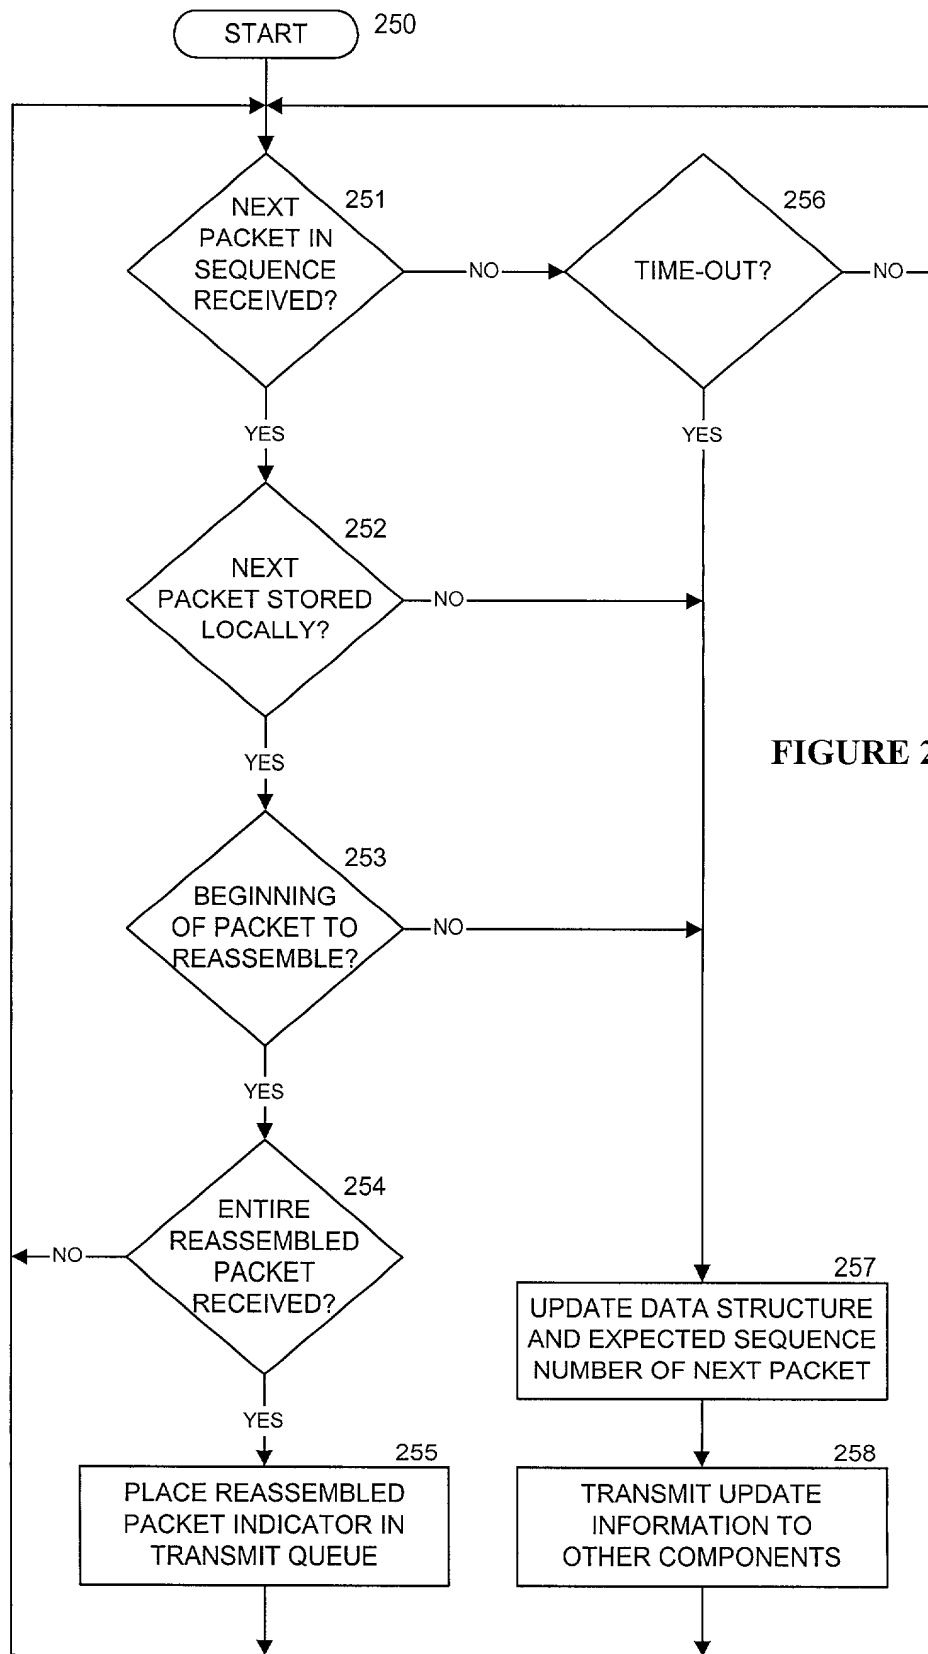 START
250
NEXT
PACKET IN
SEQUENCE
RECEIVED?
251
NO
TIME-OUT?
256
NO
YES
YES
NEXT
PACKET STORED
LOCALLY?
252
NO
YES
FIGURE 2
BEGINNING
OF PACKET TO
REASSEMBLE?
253
NO
YES
ENTIRE
REASSEMBLED
PACKET
RECEIVED?
254
NO
YES
257
UPDATE DATA STRUCTURE
AND EXPECTED SEQUENCE
NUMBER OF NEXT PACKET
255
PLACE REASSEMBLED
PACKET INDICATOR IN
TRANSMIT QUEUE
258
TRANSMIT UPDATE
INFORMATION TO
OTHER COMPONENTS